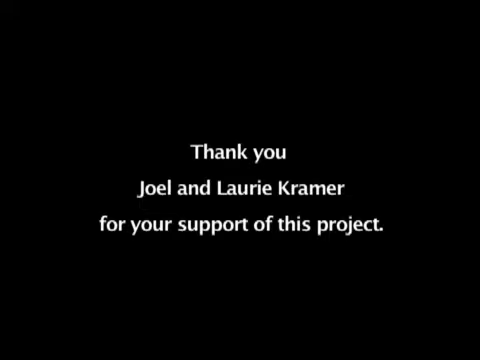 Thank you
Joel and Laurie Kramer
for your support of this project.